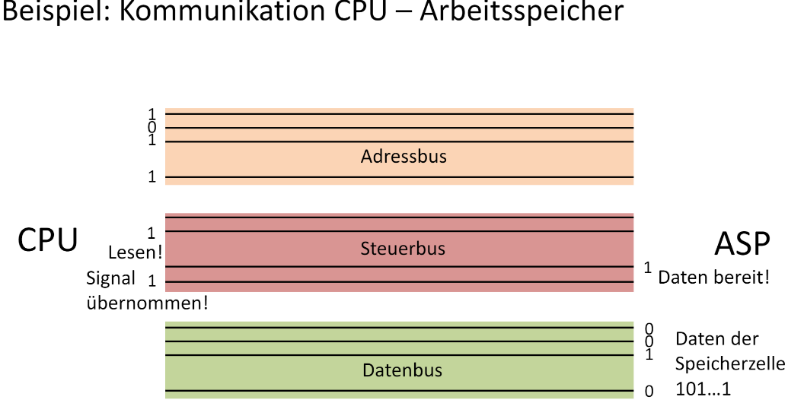 Beispiel: Kommunikation CPU – Arbeitsspeicher
1
0
1
Adressbus
1
CPU
1
Lesen!
Steuerbus
ASP
1
Daten bereit!
Signal 1
übernommen!
0
0
1
Daten der
Speicherzelle
101...1
Datenbus
0